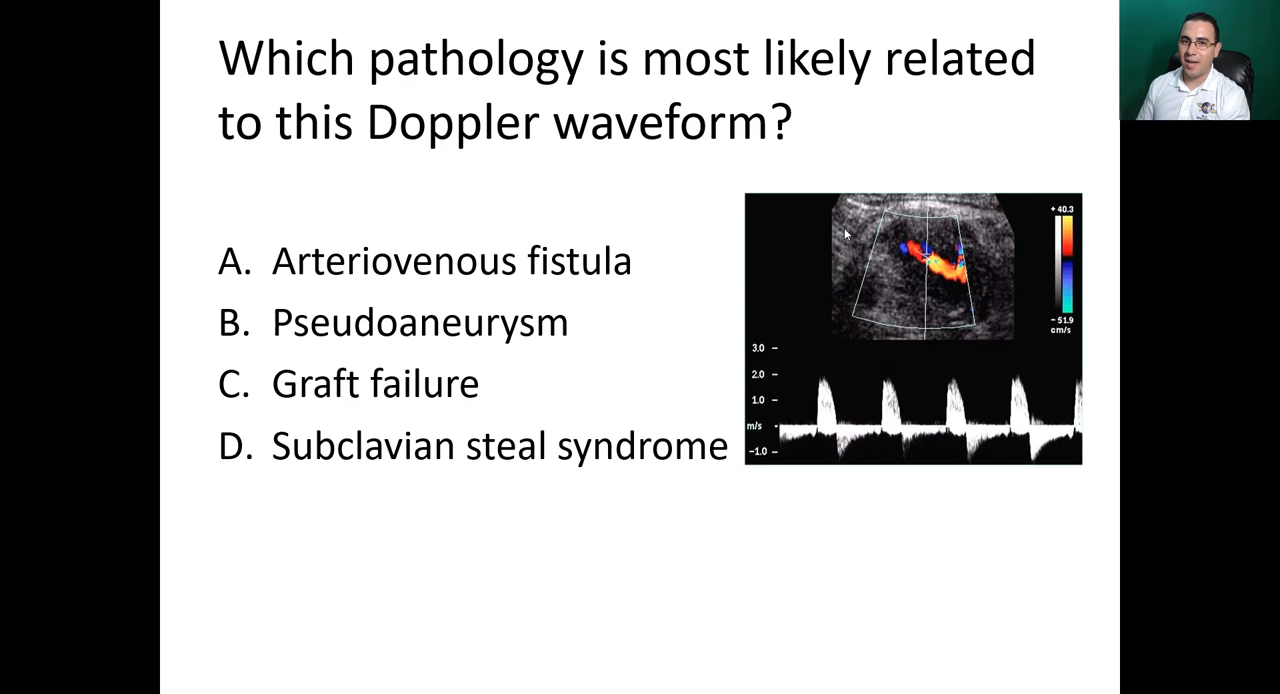 Which pathology is most likely related
to this Doppler waveform?
A. Arteriovenous fistula
B. Pseudoaneurysm
C. Graft failure
D. Subclavian steal syndrome
+ 40.3
- 51.9
cm/s
3.0 -
2.0 -
1.0 -
m/s
-1.0 -